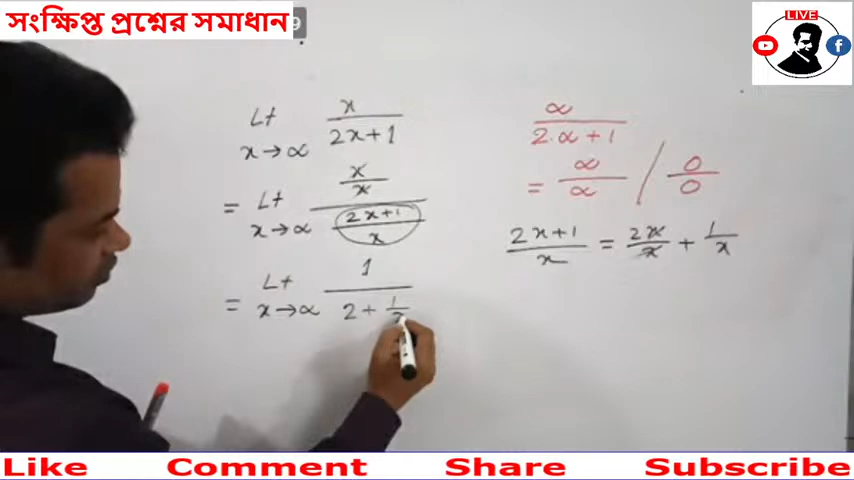 সংক্ষিপ্ত প্রশ্নের সমাধান
9
LIVE
f
Lt x→∝ x/(2x+1)
= Lt x→∝ (x/x)/((2x+1)/x)
= Lt x→∝ 1/(2+1/x)
∝/(2.∝+1)
= ∝/∝ / 0/0
(2x+1)/x = 2x/x + 1/x
Like Comment Share Subscribe